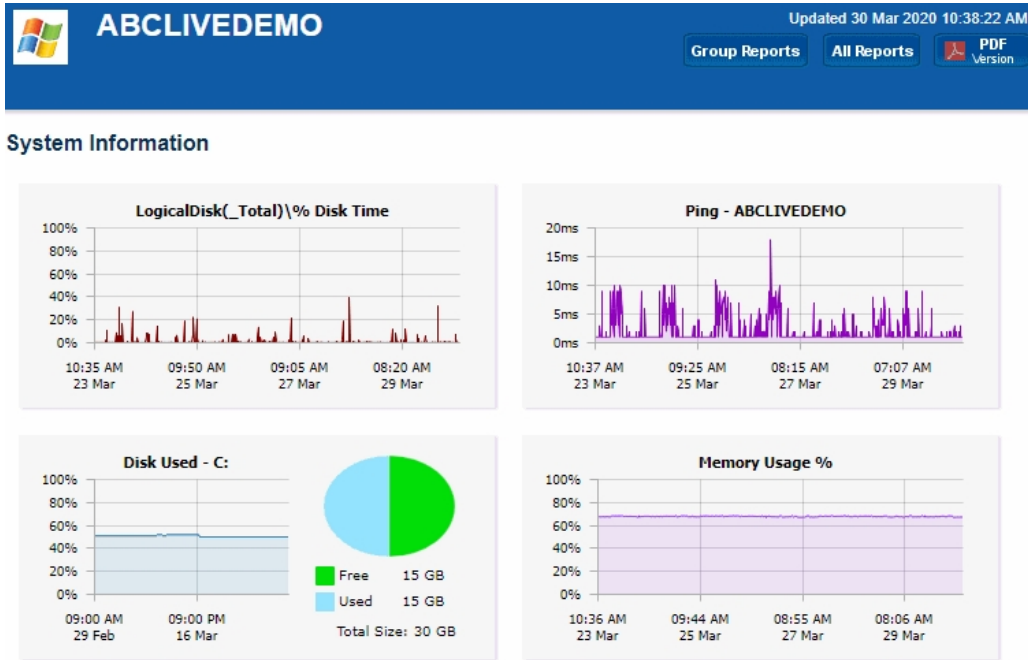 ABCLIVEDEMO
Updated 30 Mar 2020 10:38:22 AM
Group Reports
All Reports
PDF
Version
System Information
LogicalDisk(_Total)\% Disk Time
100%
80%
60%
40%
20%
0%
10:35 AM 09:50 AM 09:05 AM 08:20 AM
23 Mar 25 Mar 27 Mar 29 Mar
Ping - ABCLIVEDEMO
20ms
15ms
10ms
5ms
0ms
10:37 AM 09:25 AM 08:15 AM 07:07 AM
23 Mar 25 Mar 27 Mar 29 Mar
Disk Used - C:
100%
80%
60%
40%
20%
0%
09:00 AM 09:00 PM
29 Feb 16 Mar
Free 15 GB
Used 15 GB
Total Size: 30 GB
Memory Usage %
100%
80%
60%
40%
20%
0%
10:36 AM 09:44 AM 08:55 AM 08:06 AM
23 Mar 25 Mar 27 Mar 29 Mar